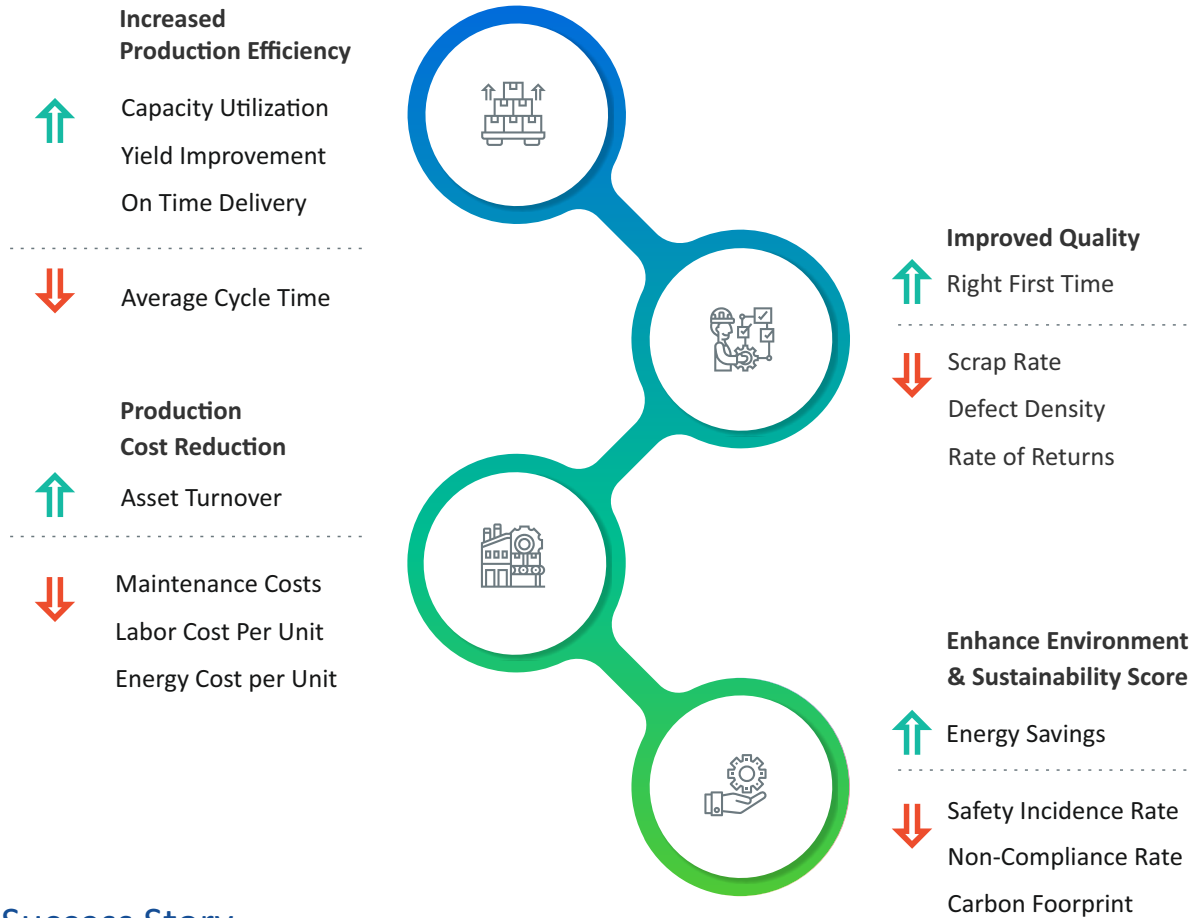 Increased
Production Efficiency
Capacity Utilization
Yield Improvement
On Time Delivery
Average Cycle Time
Improved Quality
Right First Time
Scrap Rate
Defect Density
Rate of Returns
Production
Cost Reduction
Asset Turnover
Maintenance Costs
Labor Cost Per Unit
Energy Cost per Unit
Enhance Environment
& Sustainability Score
Energy Savings
Safety Incidence Rate
Non-Compliance Rate
Carbon Foorprint
Success Story